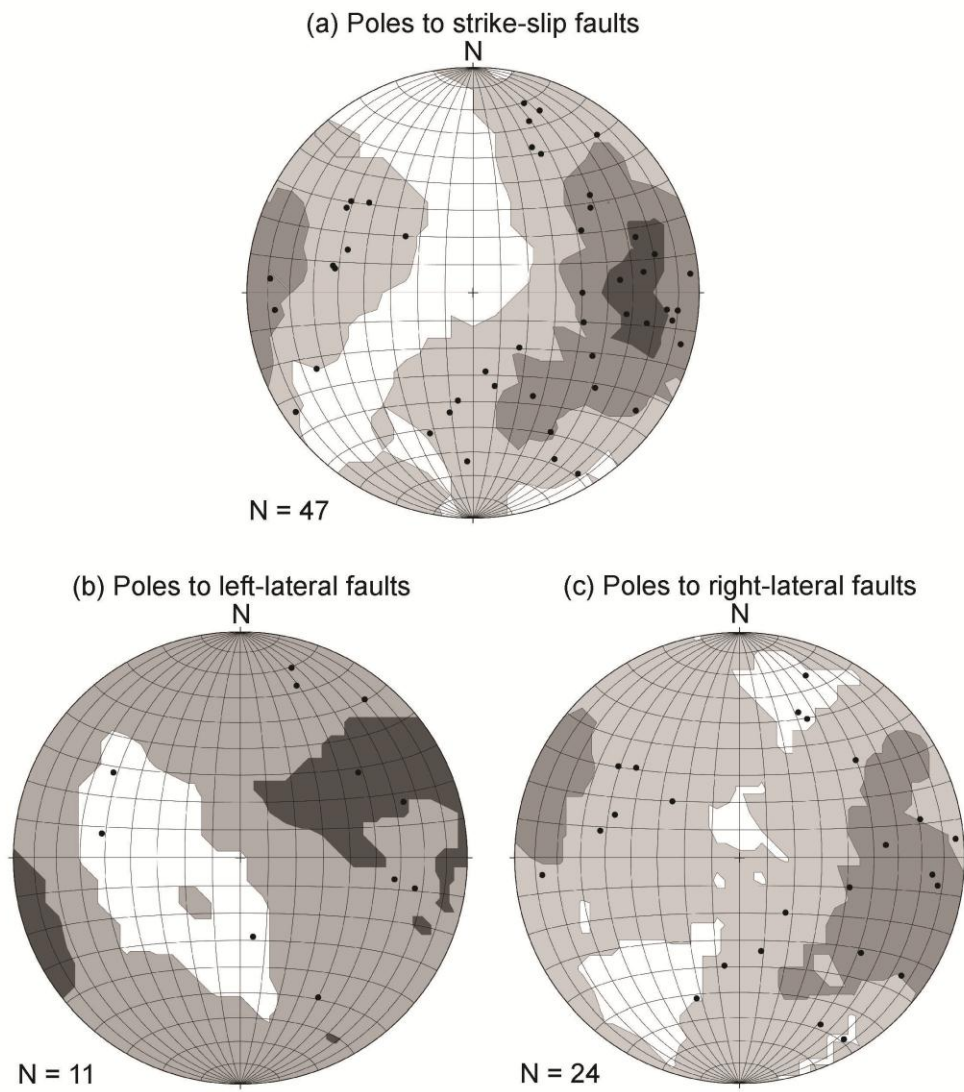 (a) Poles to strike-slip faults
N
N = 47
(b) Poles to left-lateral faults
N
N = 11
(c) Poles to right-lateral faults
N
N = 24